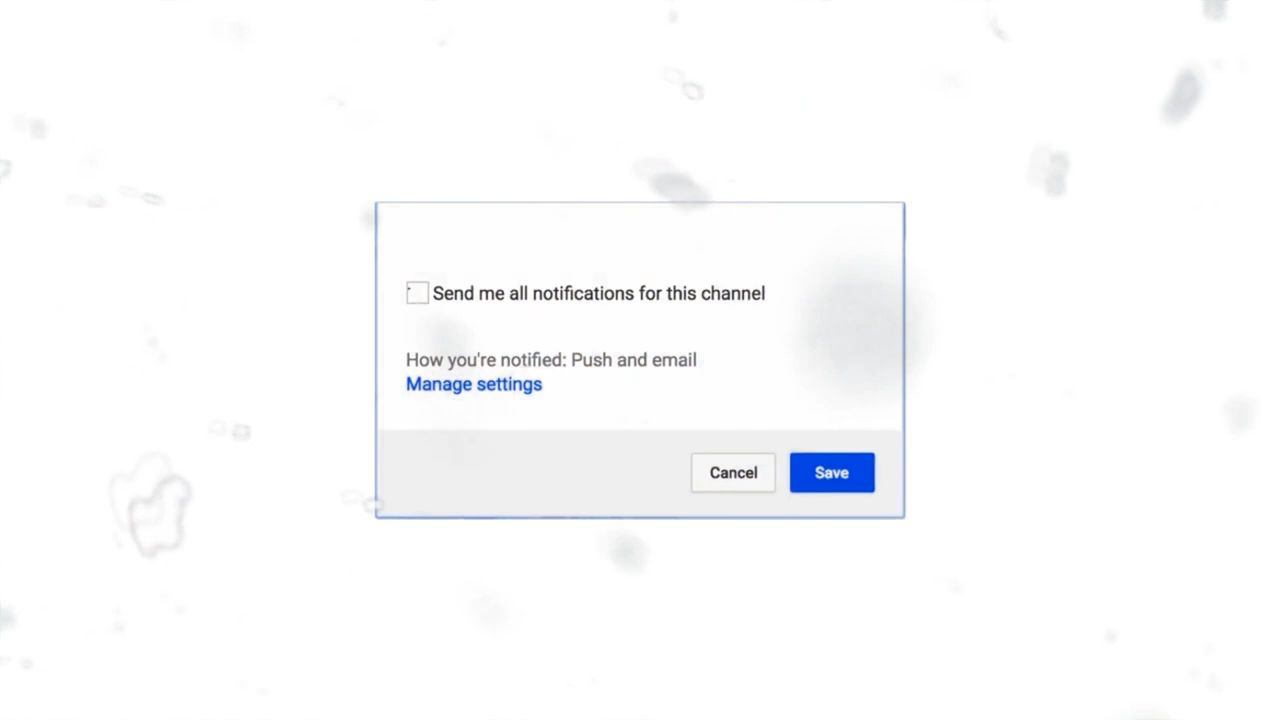 Send me all notifications for this channel
How you're notified: Push and email
Manage settings
Cancel
Save